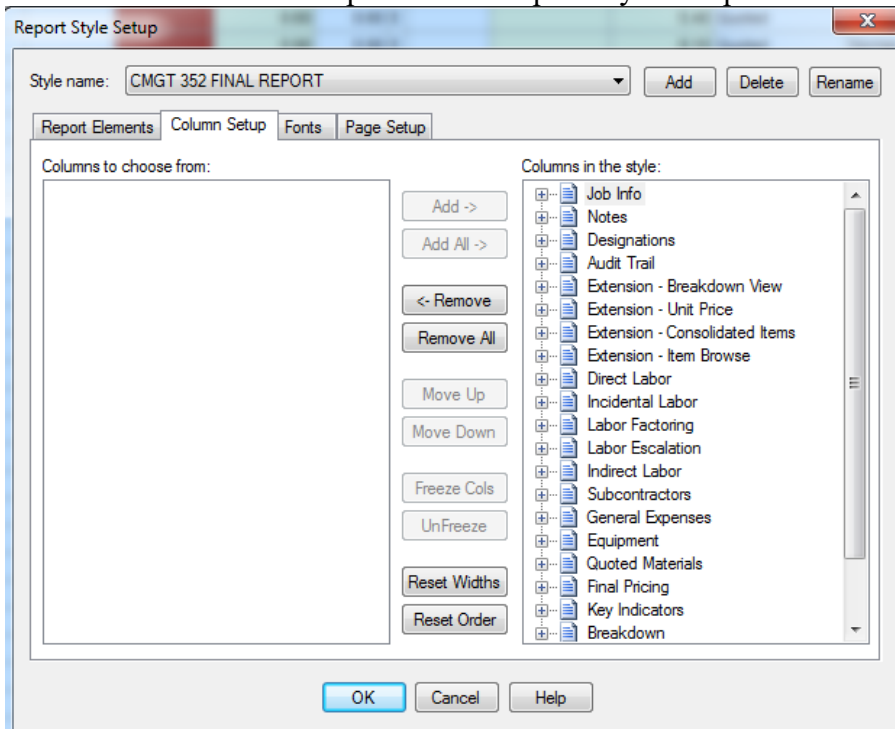 Report Style Setup
Style name: CMGT 352 FINAL REPORT Add Delete Rename
Report Elements Column Setup Fonts Page Setup
Columns to choose from:
Add ->
Add All ->
<- Remove
Remove All
Move Up
Move Down
Freeze Cols
UnFreeze
Reset Widths
Reset Order
Columns in the style:
Job Info
Notes
Designations
Audit Trail
Extension - Breakdown View
Extension - Unit Price
Extension - Consolidated Items
Extension - Item Browse
Direct Labor
Incidental Labor
Labor Factoring
Labor Escalation
Indirect Labor
Subcontractors
General Expenses
Equipment
Quoted Materials
Final Pricing
Key Indicators
Breakdown
OK Cancel Help